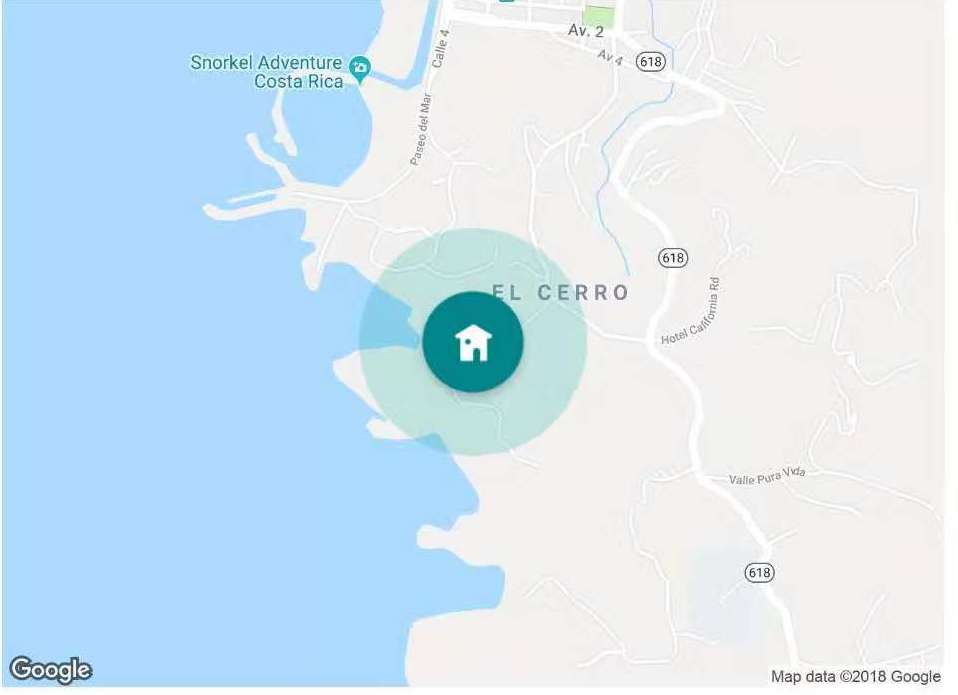 Av. 2
Calle 4
Av 4
618
Snorkel Adventure
Costa Rica
Paseo del Mar
618
EL CERRO
Hotel California Rd
Valle Pura Vida
618
Google
Map data ©2018 Google